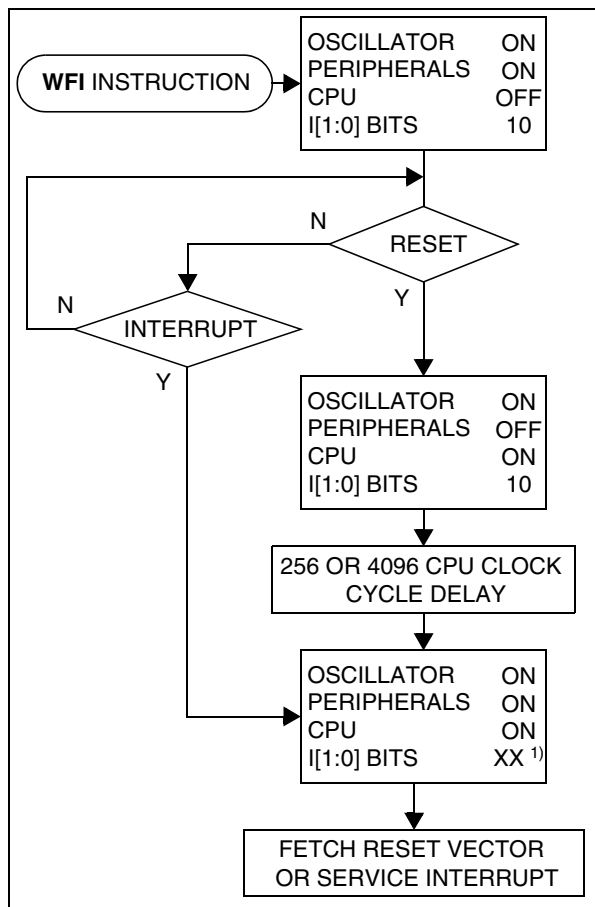 WFI INSTRUCTION
OSCILLATOR ON
PERIPHERALS ON
CPU OFF
I[1:0] BITS 10
N
RESET
Y
N
INTERRUPT
Y
OSCILLATOR ON
PERIPHERALS OFF
CPU ON
I[1:0] BITS 10
256 OR 4096 CPU CLOCK
CYCLE DELAY
OSCILLATOR ON
PERIPHERALS ON
CPU ON
I[1:0] BITS XX 1)
FETCH RESET VECTOR
OR SERVICE INTERRUPT